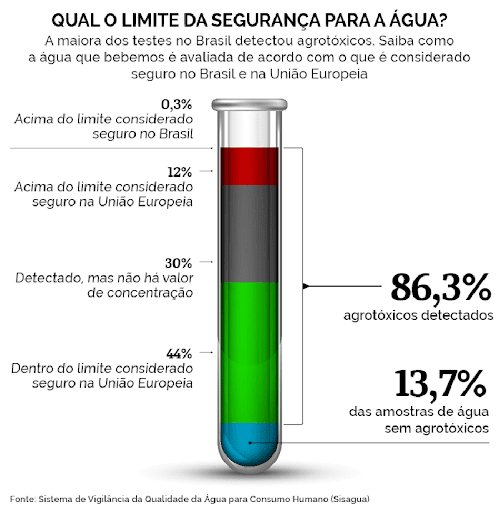 QUAL O LIMITE DA SEGURANÇA PARA A ÁGUA?
A maiora dos testes no Brasil detectou agrotóxicos. Saiba como
a água que bebemos é avaliada de acordo com o que é considerado
seguro no Brasil e na União Europeia
0,3%
Acima do limite considerado
seguro no Brasil
12%
Acima do limite considerado
seguro na União Europeia
30%
Detectado, mas não há valor
de concentração
44%
Dentro do limite considerado
seguro na União Europeia
86,3%
agrotóxicos detectados
13,7%
das amostras de água
sem agrotóxicos
Fonte: Sistema de Vigilância da Qualidade da Água para Consumo Humano (Sisagua)